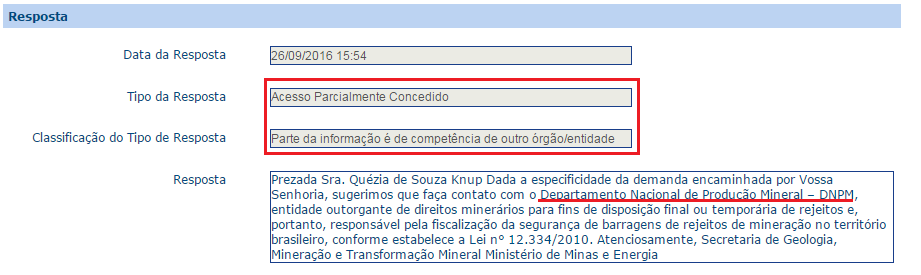 Resposta
Data da Resposta 26/09/2016 15:54
Tipo da Resposta Acesso Parcialmente Concedido
Classificação do Tipo de Resposta Parte da informação é de competência de outro órgão/entidade
Resposta Prezada Sra. Quézia de Souza Knup Dada a especificidade da demanda encaminhada por Vossa
Senhoria, sugerimos que faça contato com o Departamento Nacional de Produção Mineral – DNPM,
entidade outorgante de direitos minerários para fins de disposição final ou temporária de rejeitos e,
portanto, responsável pela fiscalização da segurança de barragens de rejeitos de mineração no território
brasileiro, conforme estabelece a Lei nº 12.334/2010. Atenciosamente, Secretaria de Geologia,
Mineração e Transformação Mineral Ministério de Minas e Energia